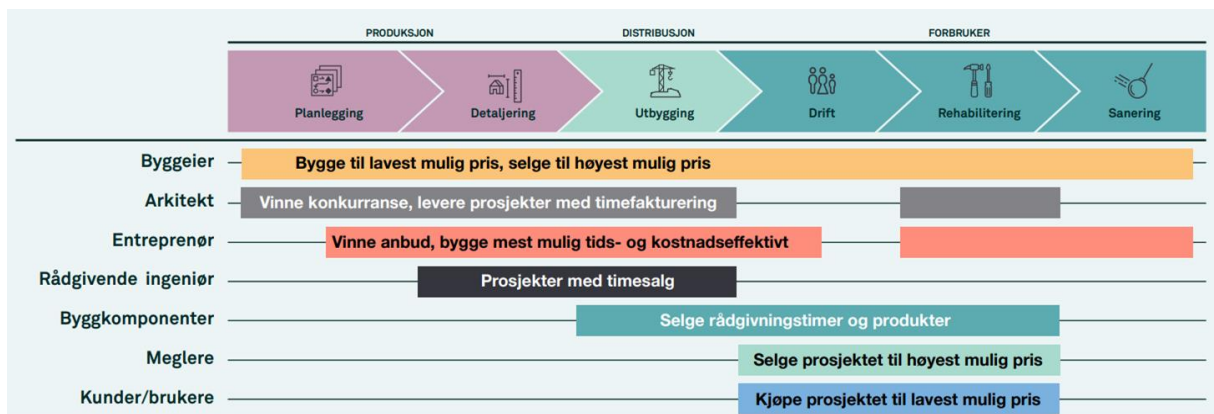 PRODUKSJON DISTRIBUSJON FORBRUKER
Planlegging Detaljering Utbygging Drift Rehabilitering Sanering
Byggeier Bygge til lavest mulig pris, selge til høyest mulig pris
Arkitekt Vinne konkurranse, levere prosjekter med timefakturering
Entreprenør Vinne anbud, bygge mest mulig tids- og kostnadseffektivt
Rådgivende ingeniør Prosjekter med timesalg
Byggkomponenter Selge rådgivningstimer og produkter
Meglere Selge prosjektet til høyest mulig pris
Kunder/brukere Kjøpe prosjektet til lavest mulig pris